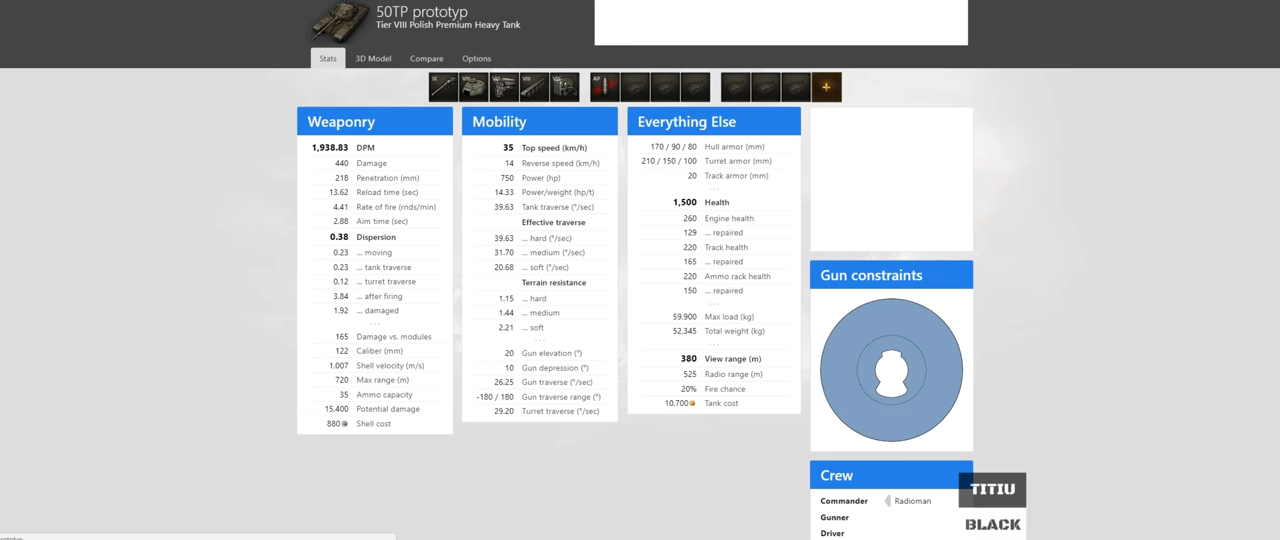 50TP prototyp
Tier VIII Polish Premium Heavy Tank
Stats 3D Model Compare Options
IX VIII VIII VIII VIII AP
Weaponry
1,938.83 DPM
440 Damage
218 Penetration (mm)
13.62 Reload time (sec)
4.41 Rate of fire (rnds/min)
2.88 Aim time (sec)
0.38 Dispersion
0.23 ... moving
0.23 ... tank traverse
0.12 ... turret traverse
3.84 ... after firing
1.92 ... damaged
...
165 Damage vs. modules
122 Caliber (mm)
1,007 Shell velocity (m/s)
720 Max range (m)
35 Ammo capacity
15,400 Potential damage
880 Shell cost
Mobility
35 Top speed (km/h)
14 Reverse speed (km/h)
750 Power (hp)
14.33 Power/weight (hp/t)
39.63 Tank traverse (°/sec)
Effective traverse
39.63 ... hard (°/sec)
31.70 ... medium (°/sec)
20.68 ... soft (°/sec)
Terrain resistance
1.15 ... hard
1.44 ... medium
2.21 ... soft
...
20 Gun elevation (°)
10 Gun depression (°)
26.25 Gun traverse (°/sec)
-180 / 180 Gun traverse range (°)
29.20 Turret traverse (°/sec)
Everything Else
170 / 90 / 80 Hull armor (mm)
210 / 150 / 100 Turret armor (mm)
20 Track armor (mm)
...
1,500 Health
260 Engine health
129 ... repaired
220 Track health
165 ... repaired
220 Ammo rack health
150 ... repaired
...
59,900 Max load (kg)
52,345 Total weight (kg)
...
380 View range (m)
525 Radio range (m)
20% Fire chance
10,700 Tank cost
Gun constraints
Crew
Commander Radioman
Gunner
Driver
TITIU
BLACK